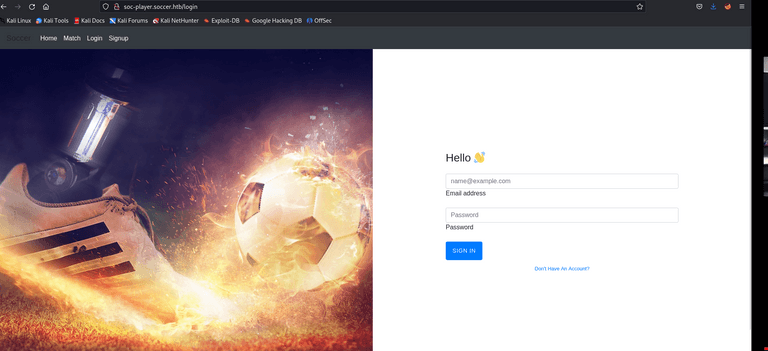 soc-player.soccer.htb/login
Kali Linux Kali Tools Kali Docs Kali Forums Kali NetHunter Exploit-DB Google Hacking DB OffSec
Soccer Home Match Login Signup
Hello 👋
name@example.com
Email address
Password
Password
SIGN IN
Don't Have An Account?